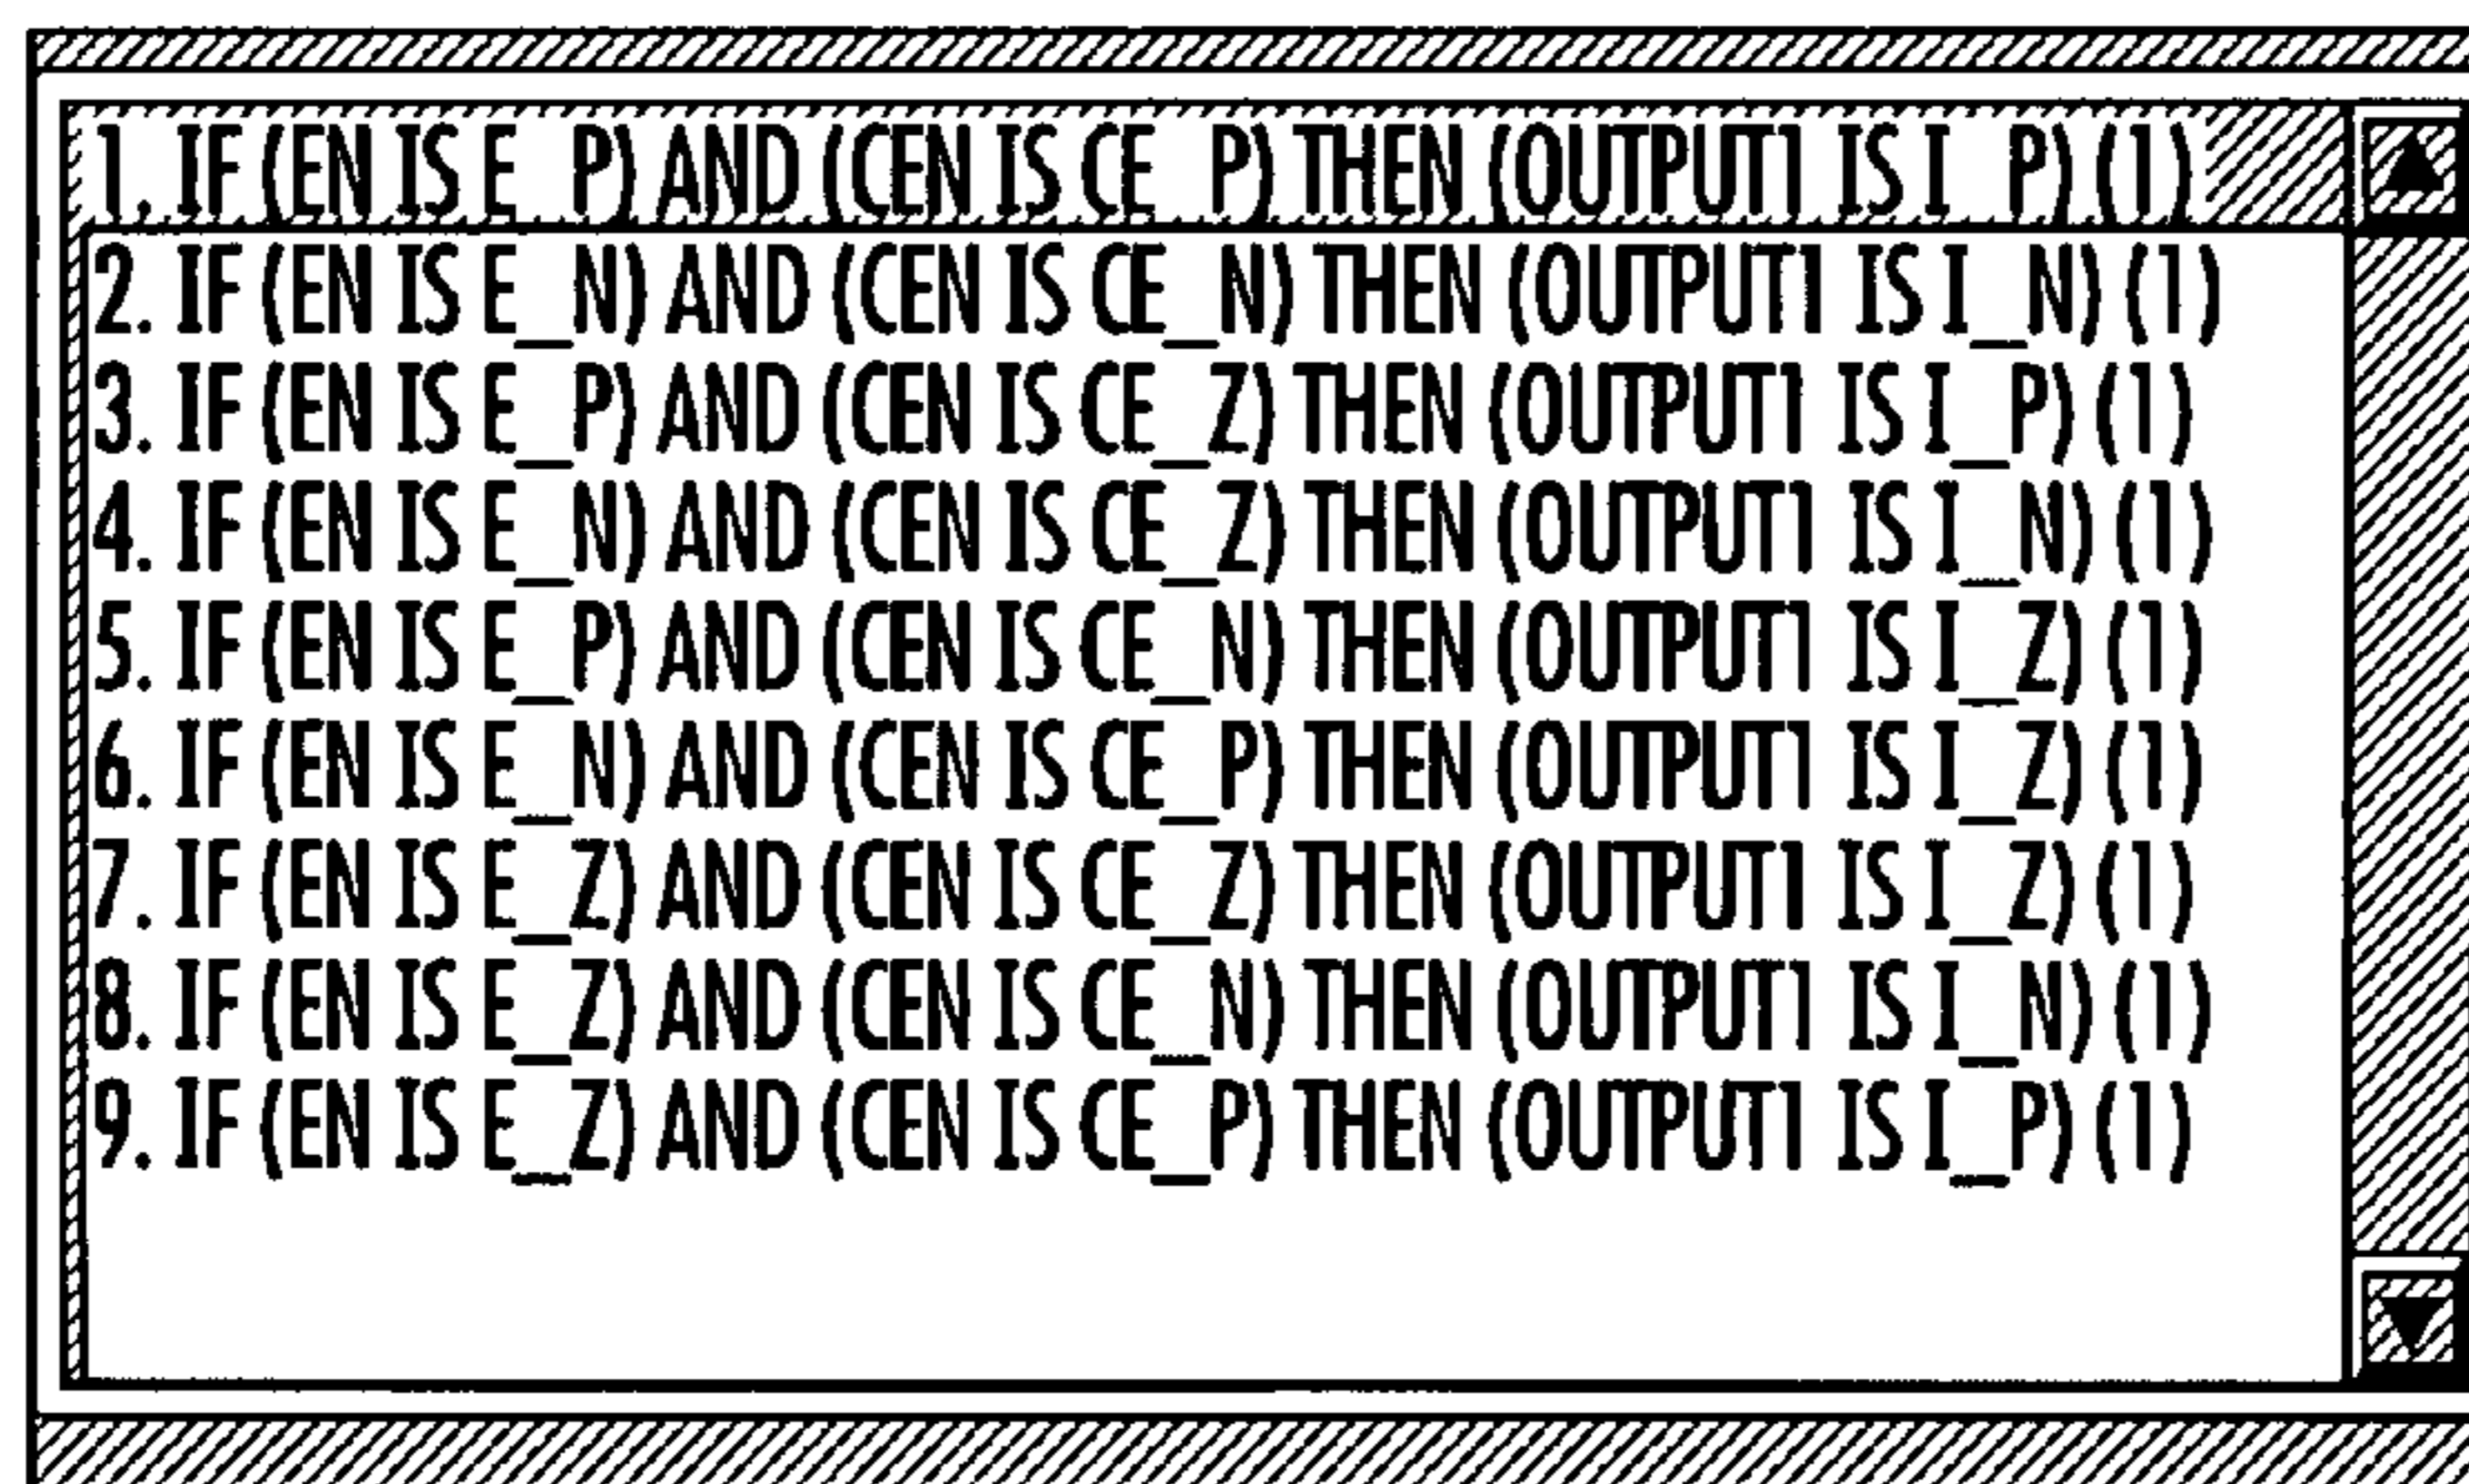 1. IF (EN IS E_P) AND (CEN IS CE_P) THEN (OUTPUT1 IS I_P) (1)
2. IF (EN IS E_N) AND (CEN IS CE_N) THEN (OUTPUT1 IS I_N) (1)
3. IF (EN IS E_P) AND (CEN IS CE_Z) THEN (OUTPUT1 IS I_P) (1)
4. IF (EN IS E_N) AND (CEN IS CE_Z) THEN (OUTPUT1 IS I_N) (1)
5. IF (EN IS E_P) AND (CEN IS CE_N) THEN (OUTPUT1 IS I_Z) (1)
6. IF (EN IS E_N) AND (CEN IS CE_P) THEN (OUTPUT1 IS I_Z) (1)
7. IF (EN IS E_Z) AND (CEN IS CE_Z) THEN (OUTPUT1 IS I_Z) (1)
8. IF (EN IS E_Z) AND (CEN IS CE_N) THEN (OUTPUT1 IS I_N) (1)
9. IF (EN IS E_Z) AND (CEN IS CE_P) THEN (OUTPUT1 IS I_P) (1)